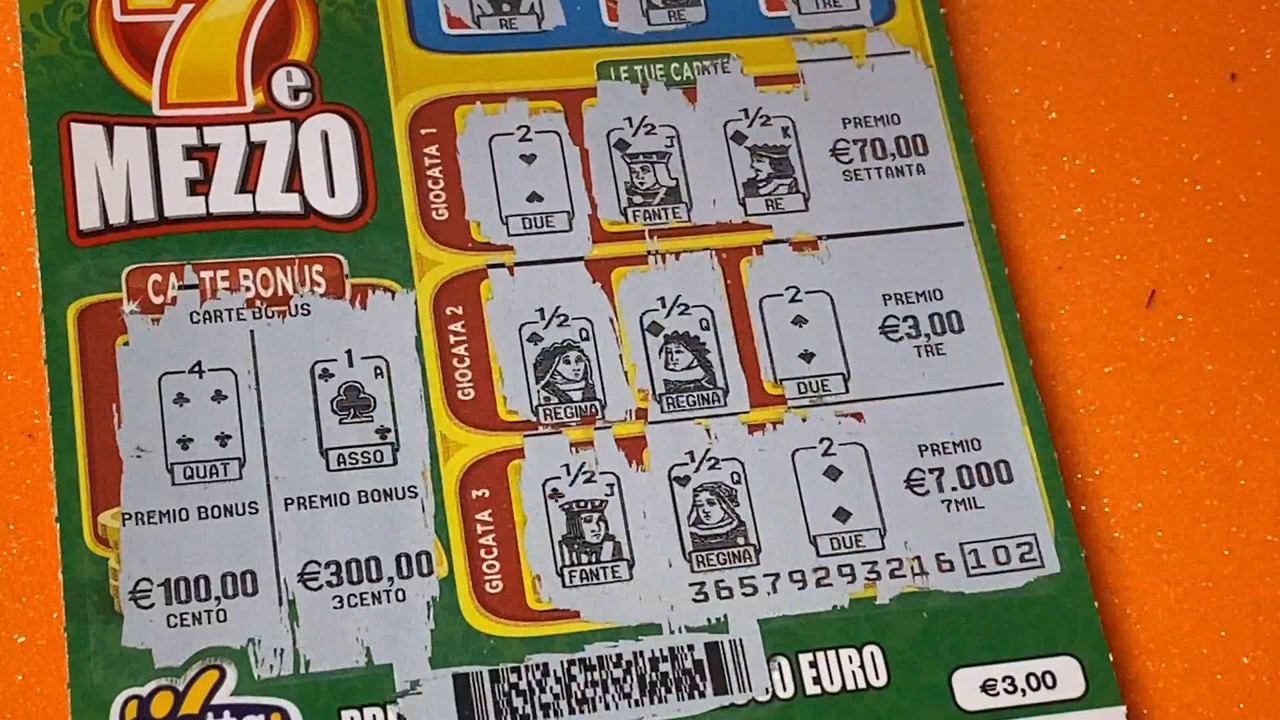 RE
RE
TRE
7
e
MEZZO
LE TUE CARTE
GIOCATA 1
2
DUE
1/2
J
FANTE
1/2
K
RE
PREMIO
€70,00
SETTANTA
GIOCATA 2
1/2
Q
REGINA
1/2
Q
REGINA
2
DUE
PREMIO
€3,00
TRE
GIOCATA 3
1/2
J
FANTE
1/2
Q
REGINA
2
DUE
PREMIO
€7.000
7MIL
365792932 16 102
CARTE BONUS
CARTE BONUS
4
QUAT
PREMIO BONUS
€100,00
CENTO
1
A
ASSO
PREMIO BONUS
€300,00
3CENTO
EURO
€3,00